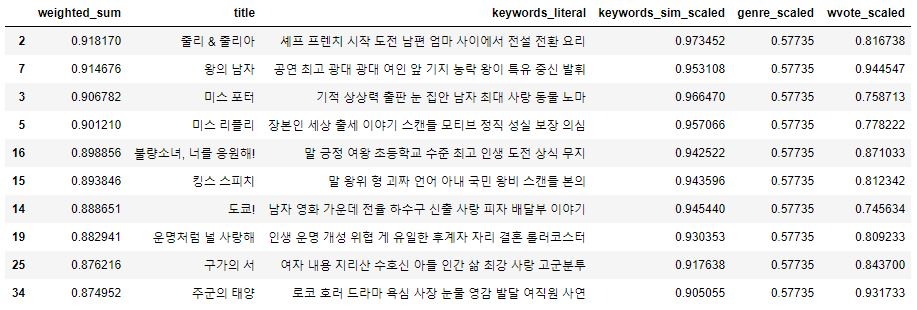 weighted_sum title keywords_literal keywords_sim_scaled genre_scaled wvote_scaled
2 0.918170 줄리 & 줄리아 셰프 프렌치 시작 도전 남편 엄마 사이에서 전설 전환 요리 0.973452 0.57735 0.816738
7 0.914676 왕의 남자 공연 최고 광대 광대 여인 앞 기지 농락 왕이 특유 중신 발휘 0.953108 0.57735 0.944547
3 0.906782 미스 포터 기적 상상력 출판 눈 집안 남자 최대 사랑 동물 노마 0.966470 0.57735 0.758713
5 0.901210 미스 리플리 장본인 세상 출세 이야기 스캔들 모티브 정직 성실 보장 의심 0.957066 0.57735 0.778222
16 0.898856 불량소녀, 너를 응원해! 말 긍정 여왕 초등학교 수준 최고 인생 도전 상식 무지 0.942522 0.57735 0.871033
15 0.893846 킹스 스피치 말 왕위 형 괴짜 언어 아내 국민 왕비 스캔들 본의 0.943596 0.57735 0.812342
14 0.888651 도쿄! 남자 영화 가운데 전율 하수구 신출 사랑 피자 배달부 이야기 0.945440 0.57735 0.745634
19 0.882941 운명처럼 널 사랑해 인생 운명 개성 위협 게 유일한 후계자 자리 결혼 롤러코스터 0.930353 0.57735 0.809233
25 0.876216 구가의 서 여자 내용 지리산 수호신 아들 인간 삶 최강 사랑 고군분투 0.917638 0.57735 0.843700
34 0.874952 주군의 태양 로코 호러 드라마 욕심 사장 눈물 영감 발달 여직원 사연 0.905055 0.57735 0.931733